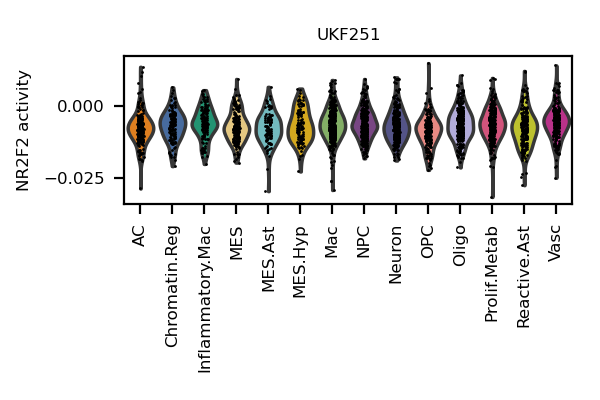 UKF251
NR2F2 activity
0.000
−0.025
AC
Chromatin.Reg
Inflammatory.Mac
MES
MES.Ast
MES.Hyp
Mac
NPC
Neuron
OPC
Oligo
Prolif.Metab
Reactive.Ast
Vasc